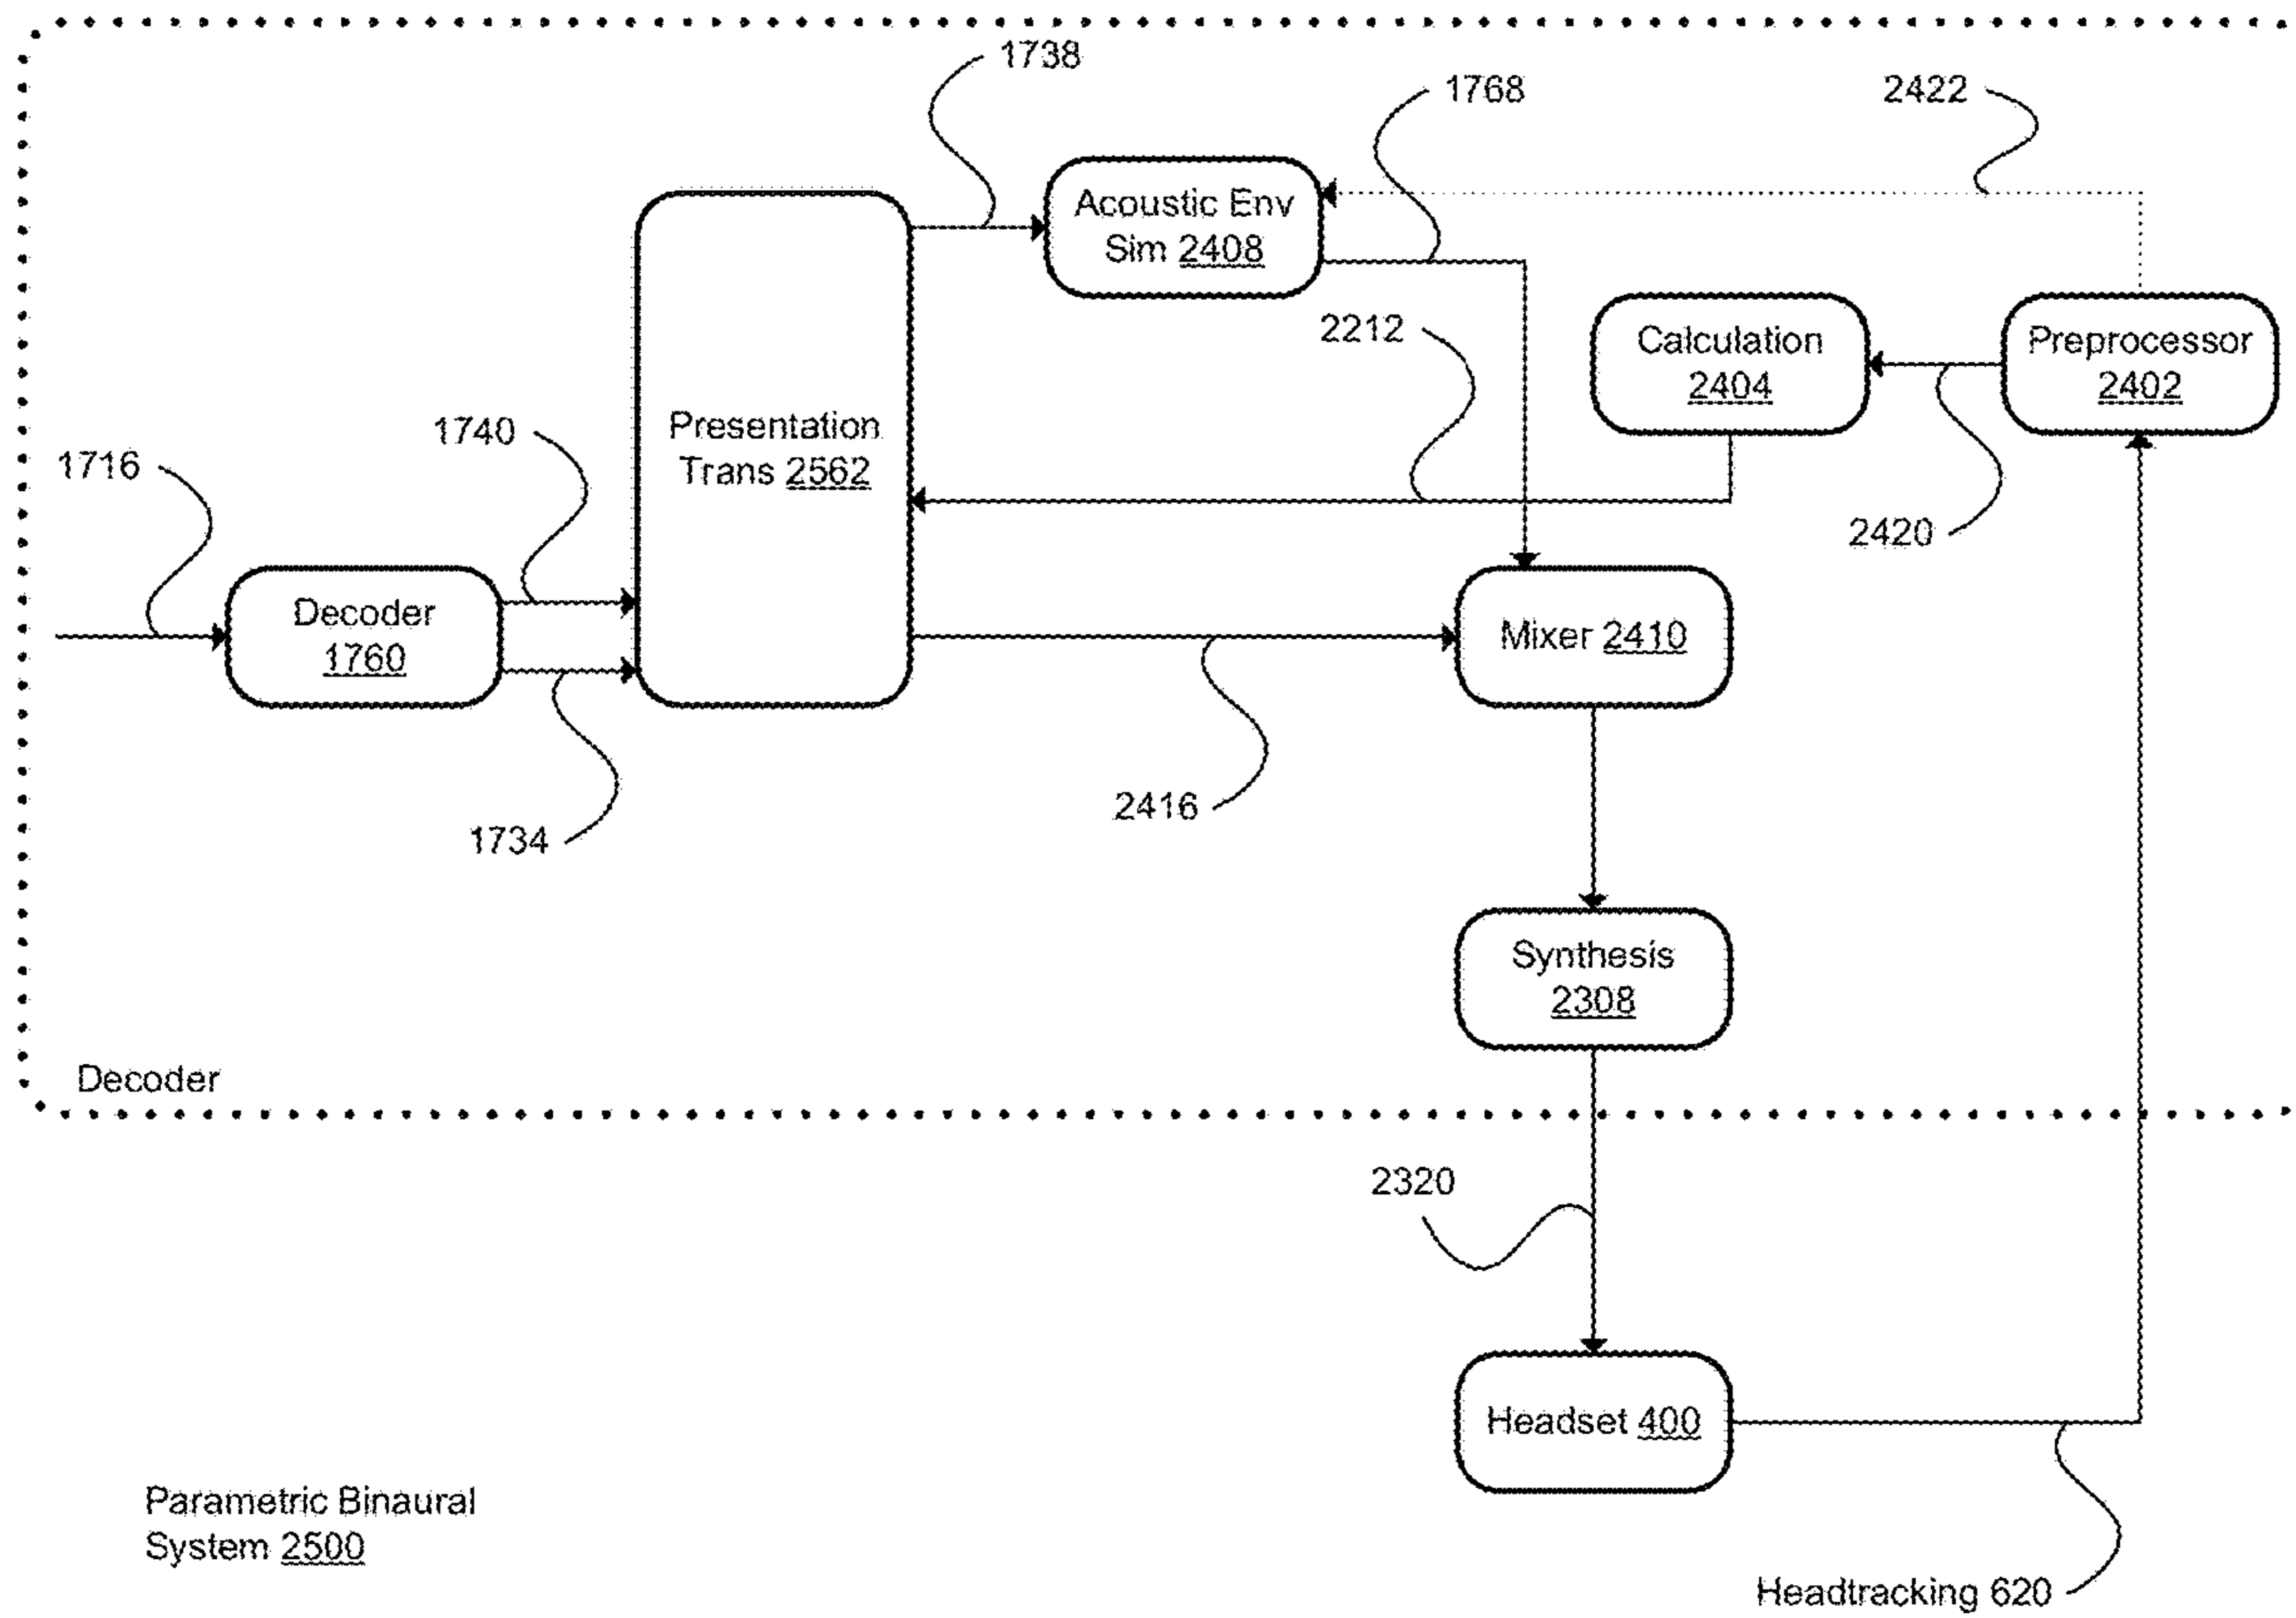 1738
1768
2422
Acoustic Env
Sim 2408
2212
Calculation
2404
Preprocessor
2402
1740
Presentation
Trans 2562
1716
2420
Decoder
1760
Mixer 2410
2416
1734
Synthesis
2308
Decoder
2320
Headset 400
Parametric Binaural
System 2500
Headtracking 620